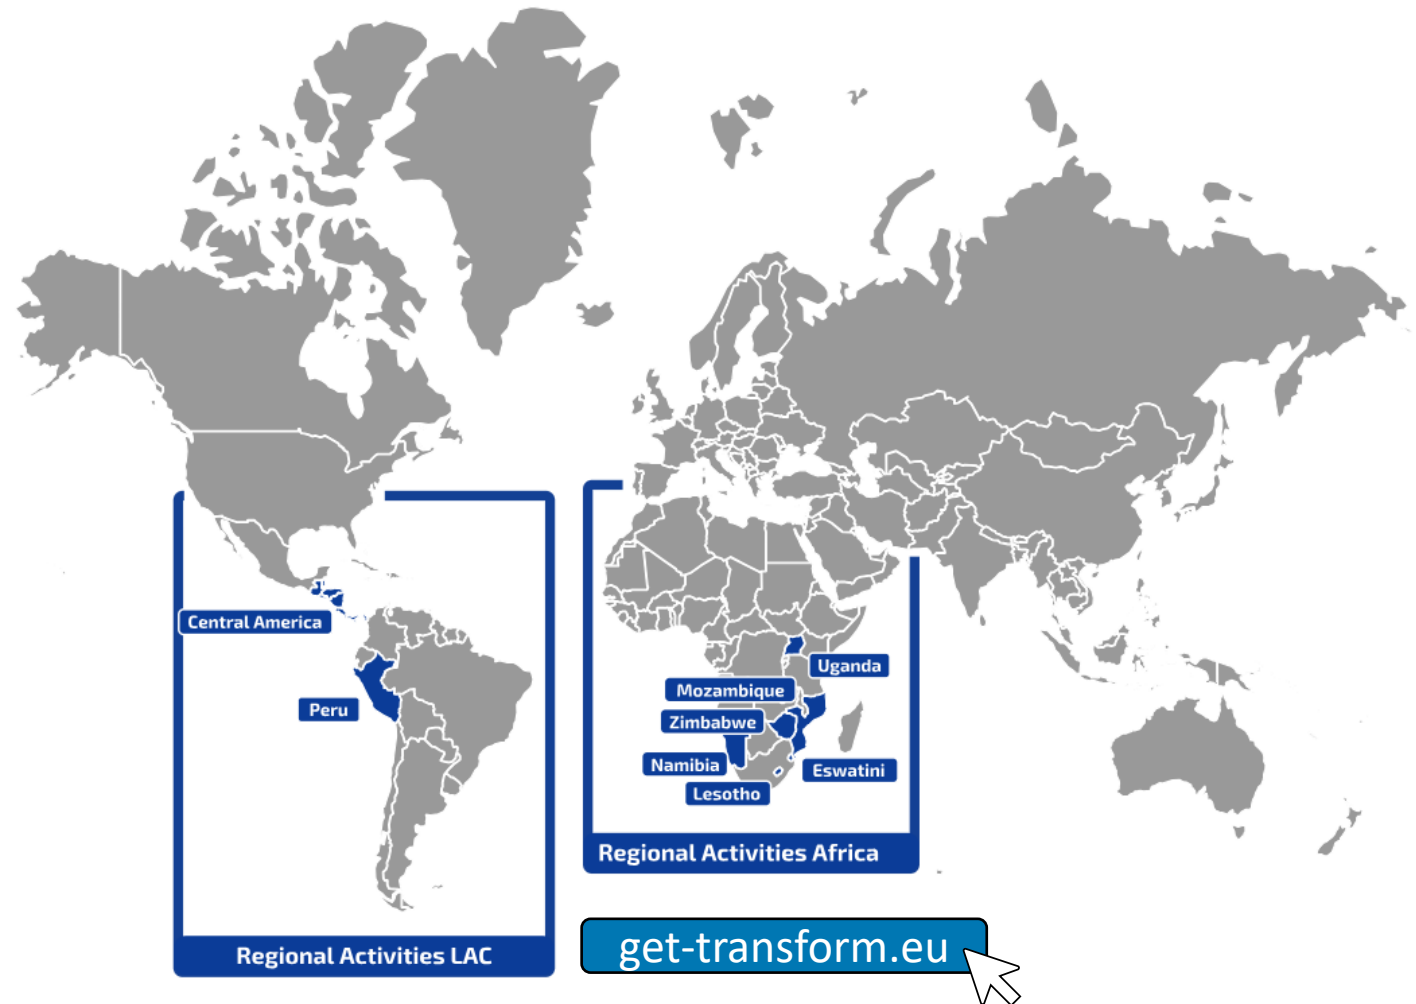 Central America
Peru
Regional Activities LAC
Uganda
Mozambique
Zimbabwe
Namibia
Eswatini
Lesotho
Regional Activities Africa
get-transform.eu